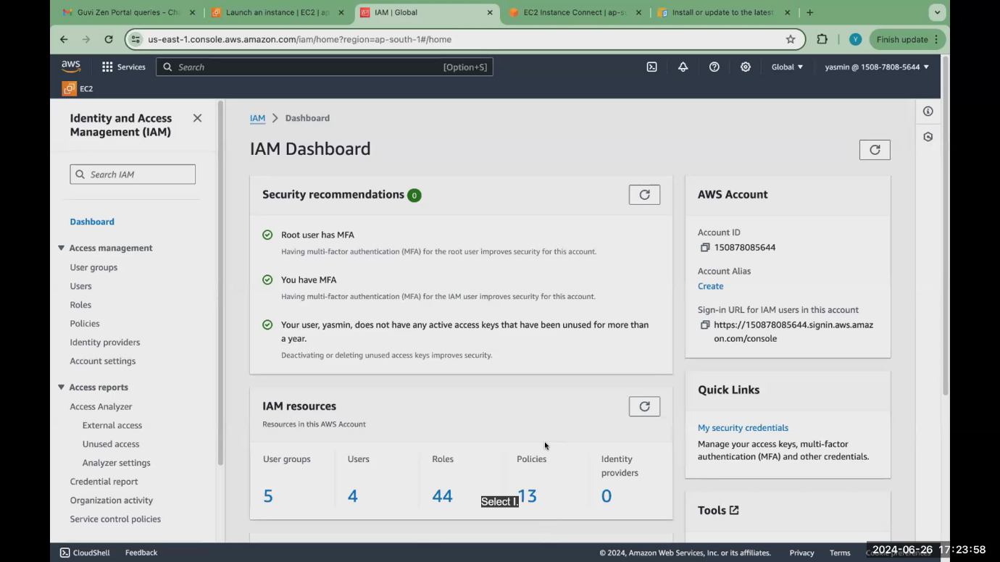 Guvi Zen Portal queries - Cha
Launch an instance | EC2 | ap
IAM | Global
EC2 Instance Connect | ap-s
Install or update to the latest
us-east-1.console.aws.amazon.com/iam/home?region=ap-south-1#/home
Finish update
aws
Services
Search
[Option+S]
Global
yasmin @ 1508-7808-5644
EC2
Identity and Access
Management (IAM)
Search IAM
Dashboard
Access management
User groups
Users
Roles
Policies
Identity providers
Account settings
Access reports
Access Analyzer
External access
Unused access
Analyzer settings
Credential report
Organization activity
Service control policies
IAM > Dashboard
IAM Dashboard
Security recommendations 0
Root user has MFA
Having multi-factor authentication (MFA) for the root user improves security for this account.
You have MFA
Having multi-factor authentication (MFA) for the IAM user improves security for this account.
Your user, yasmin, does not have any active access keys that have been unused for more than
a year.
Deactivating or deleting unused access keys improves security.
IAM resources
Resources in this AWS Account
User groups
Users
Roles
Policies
Identity
providers
5
4
44
13
0
Select I.
AWS Account
Account ID
150878085644
Account Alias
Create
Sign-in URL for IAM users in this account
https://150878085644.signin.aws.amaz
on.com/console
Quick Links
My security credentials
Manage your access keys, multi-factor
authentication (MFA) and other credentials.
Tools
CloudShell
Feedback
© 2024, Amazon Web Services, Inc. or its affiliates.
Privacy
Terms
Cookie preferences
2024-06-26 17:23:58